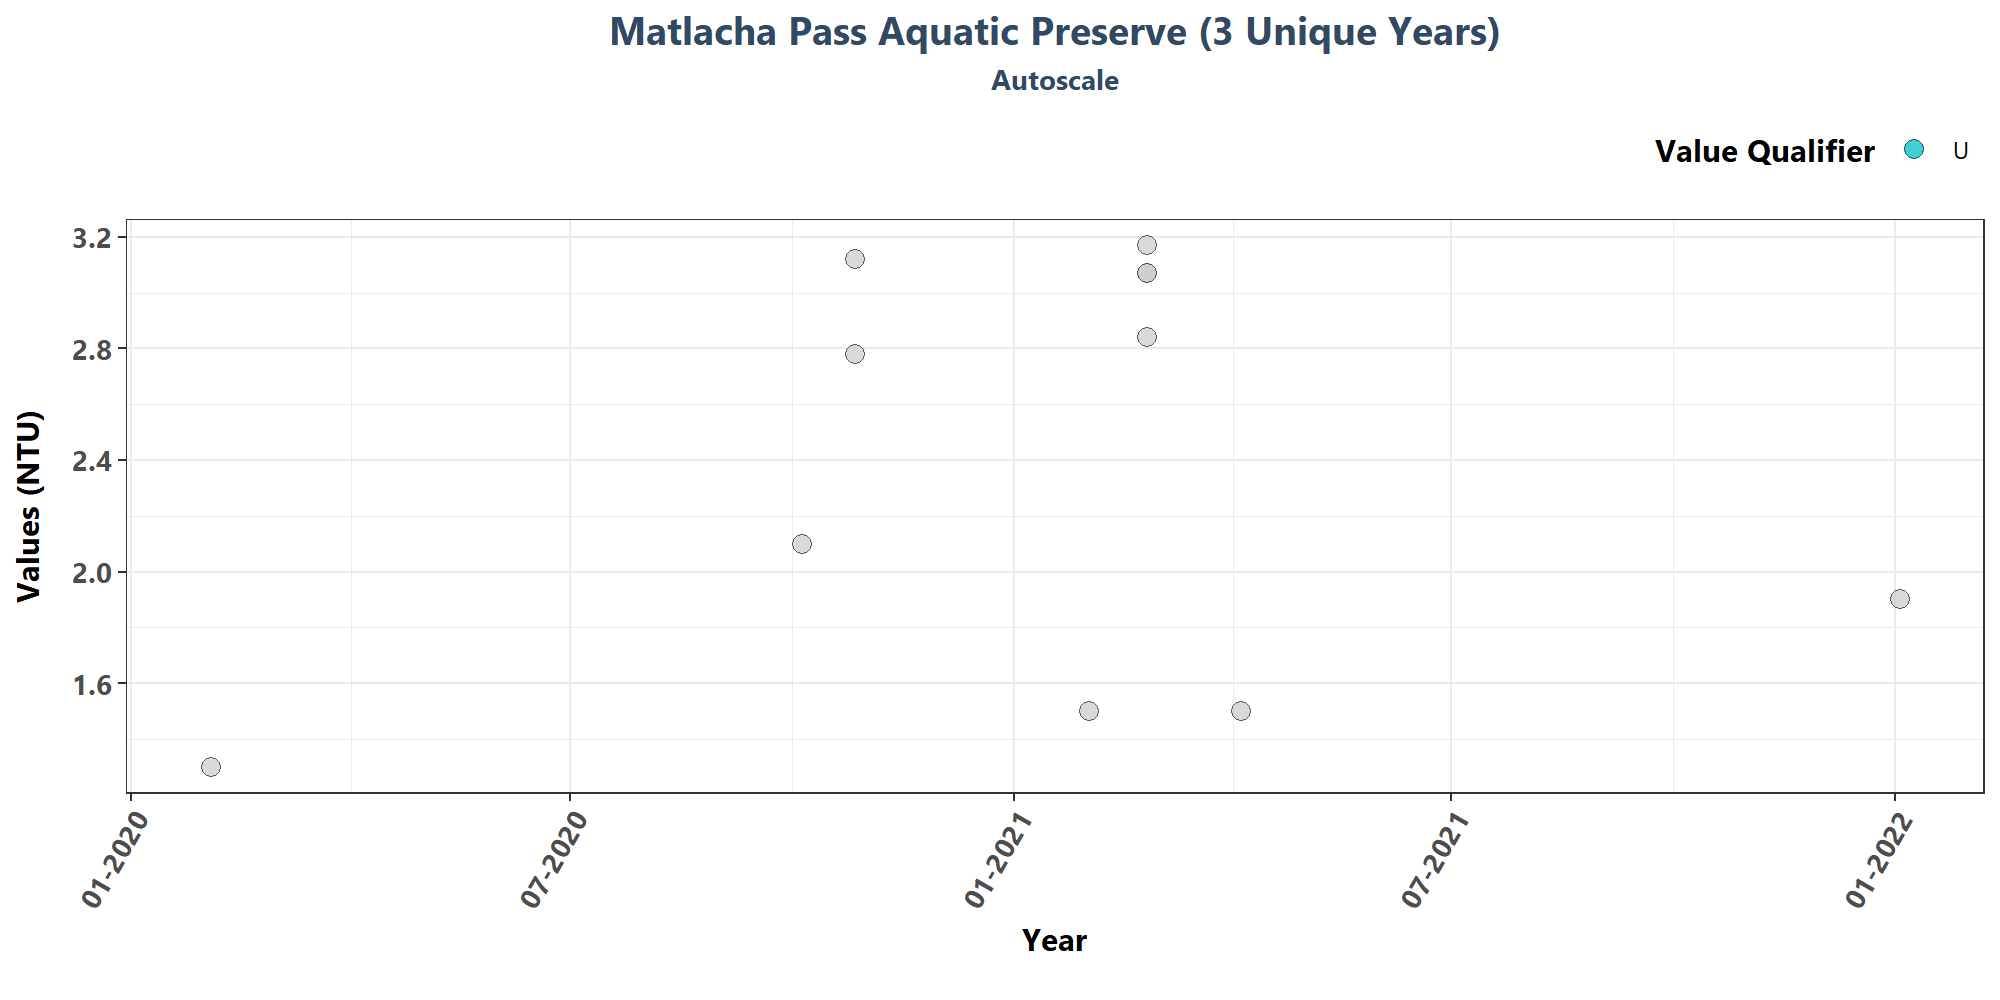 Matlacha Pass Aquatic Preserve (3 Unique Years)
Autoscale
Value Qualifier U
Values (NTU)
3.2
2.8
2.4
2.0
1.6
01-2020 07-2020 01-2021 07-2021 01-2022
Year